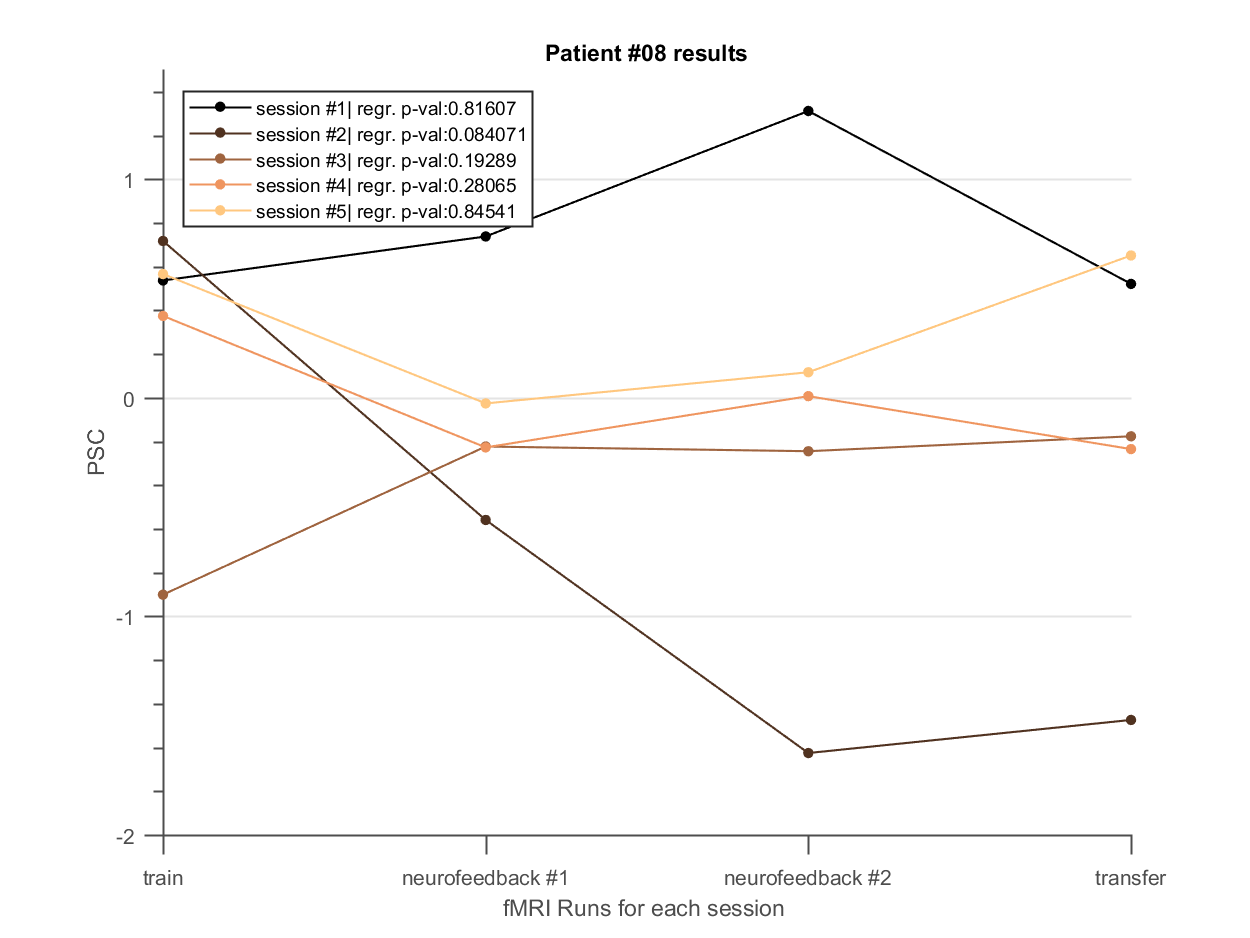 Patient #08 results
session #1| regr. p-val:0.81607
session #2| regr. p-val:0.084071
session #3| regr. p-val:0.19289
session #4| regr. p-val:0.28065
session #5| regr. p-val:0.84541
1
0
-1
-2
PSC
train
neurofeedback #1
neurofeedback #2
transfer
fMRI Runs for each session